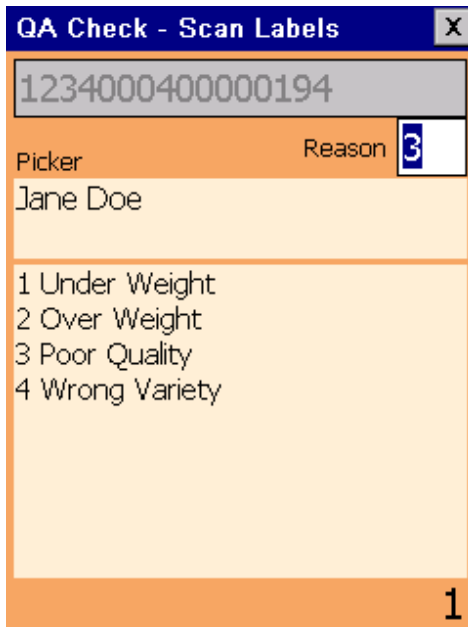 QA Check - Scan Labels X
1234000400000194
Picker Reason 3
Jane Doe
1 Under Weight
2 Over Weight
3 Poor Quality
4 Wrong Variety
1